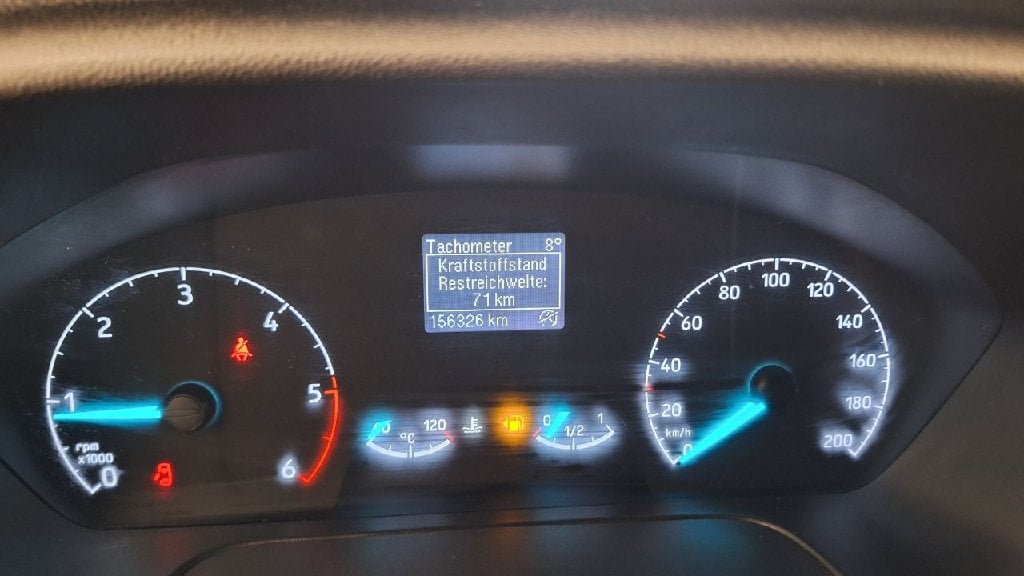 Tachometer 8°
Kraftstoffstand
Restreichweite:
71 km
156326 km
0
1
2
3
4
5
6
rpm
x1000
0
120
°C
0
1/2
1
0
20
40
60
80
100
120
140
160
180
200
km/h